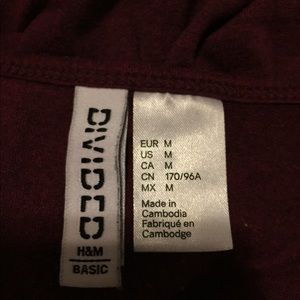 DIVIDED
H&M
BASIC
EUR M
US M
CA M
CN 170/96A
MX M
Made in
Cambodia
Fabriqué en
Cambodge